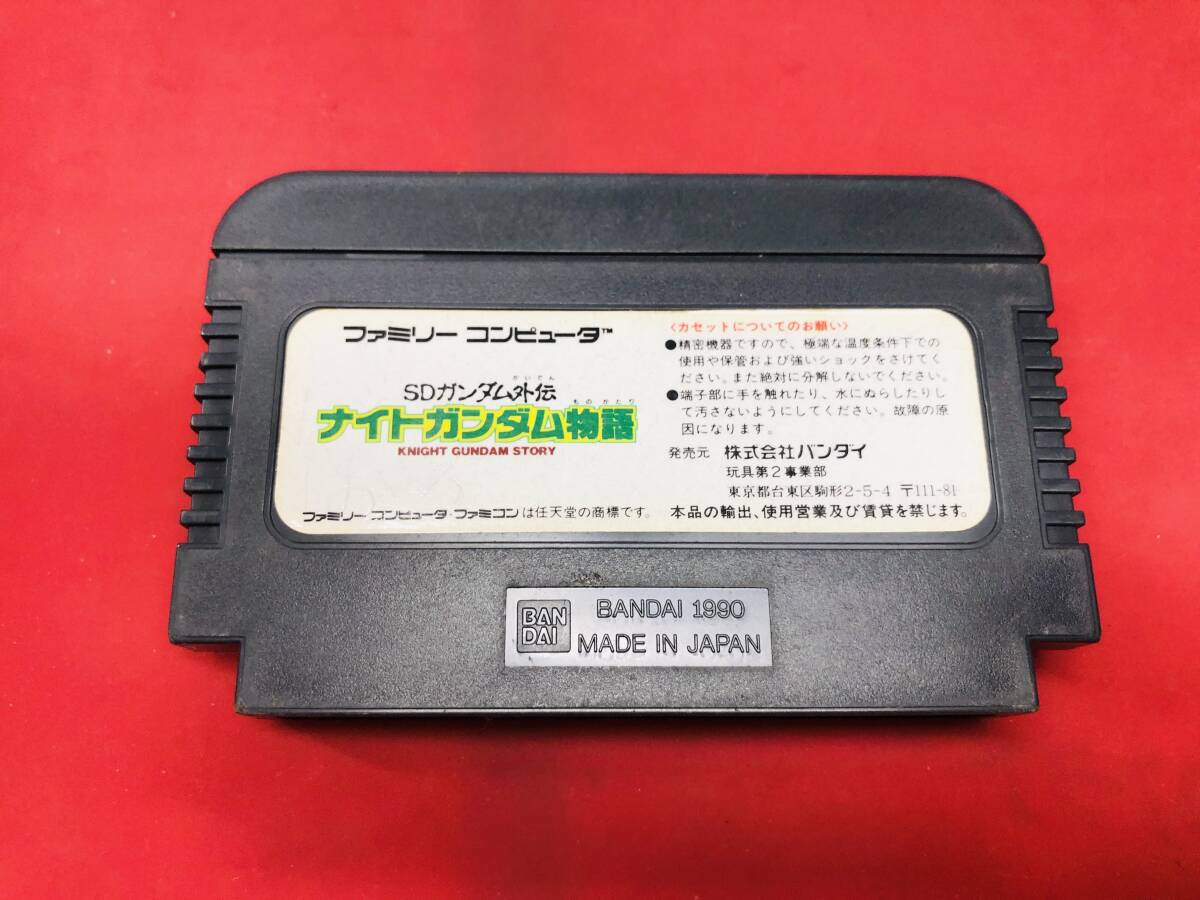 ファミリー コンピュータ™
がいでん
SDガンダム外伝
ものがたり
ナイトガンダム物語
KNIGHT GUNDAM STORY
ファミリーコンピュータ・ファミコンは任天堂の商標です。
〈カセットについてのお願い〉
●精密機器ですので、極端な温度条件下での
使用や保管および強いショックをさけてく
ださい。また絶対に分解しないでください。
●端子部に手を触れたり、水にぬらしたりし
て汚さないようにしてください。故障の原
因になります。
発売元 株式会社バンダイ
玩具第2事業部
東京都台東区駒形2-5-4 〒111-81
本品の輸出、使用営業及び賃貸を禁じます。
BAN
DAI
BANDAI 1990
MADE IN JAPAN